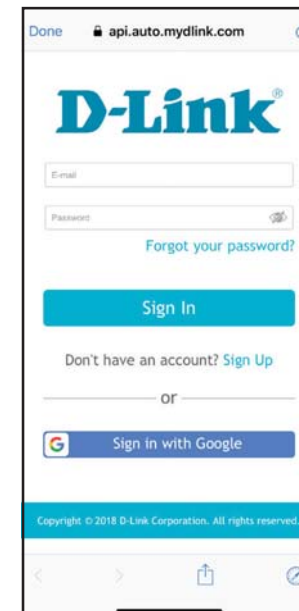 Done api.auto.mydlink.com
D-Link®
E-mail
Password
Forgot your password?
Sign In
Don't have an account? Sign Up
or
G Sign in with Google
Copyright © 2018 D-Link Corporation. All rights reserved.